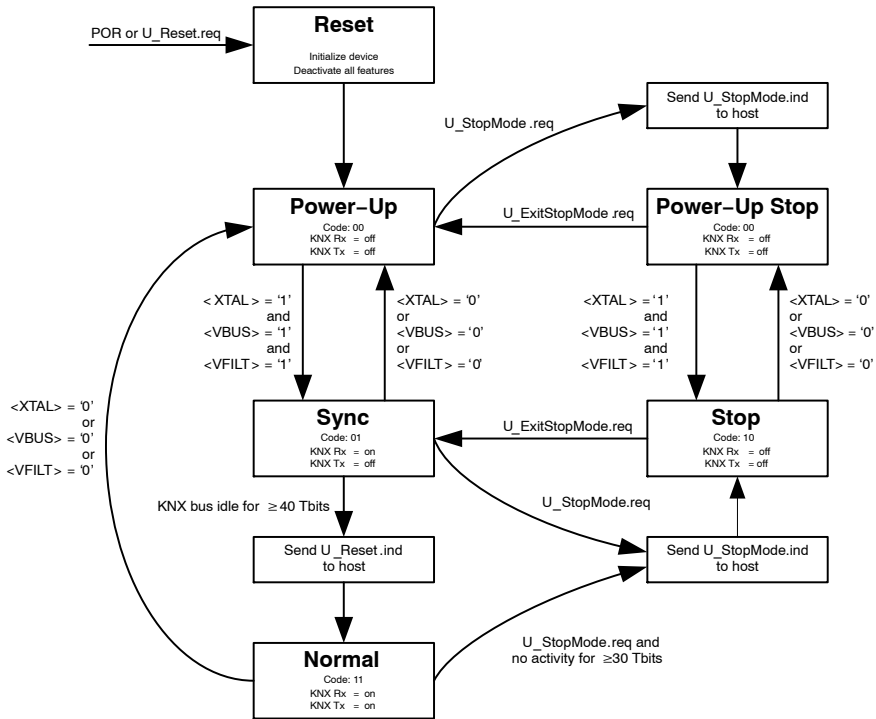 POR or U_Reset.req
Reset
Initialize device
Deactivate all features
U_StopMode .req
Send U_StopMode.ind
to host
Power–Up
Code: 00
KNX Rx = off
KNX Tx = off
U_ExitStopMode .req
Power–Up Stop
Code: 00
KNX Rx = off
KNX Tx = off
<XTAL> = ‘1’
and
<VBUS> = ‘1’
and
<VFILT> = ‘1’
<XTAL> = ‘0’
or
<VBUS> = ‘0’
or
<VFILT> = ‘0’
<XTAL> = ‘1’
and
<VBUS> = ‘1’
and
<VFILT> = ‘1’
<XTAL> = ‘0’
or
<VBUS> = ‘0’
or
<VFILT> = ‘0’
<XTAL> = ‘0’
or
<VBUS> = ‘0’
or
<VFILT> = ‘0’
Sync
Code: 01
KNX Rx = on
KNX Tx = off
U_ExitStopMode.req
Stop
Code: 10
KNX Rx = off
KNX Tx = off
KNX bus idle for ≥40 Tbits
U_StopMode.req
Send U_Reset.ind
to host
Send U_StopMode.ind
to host
Normal
Code: 11
KNX Rx = on
KNX Tx = on
U_StopMode.req and
no activity for ≥30 Tbits